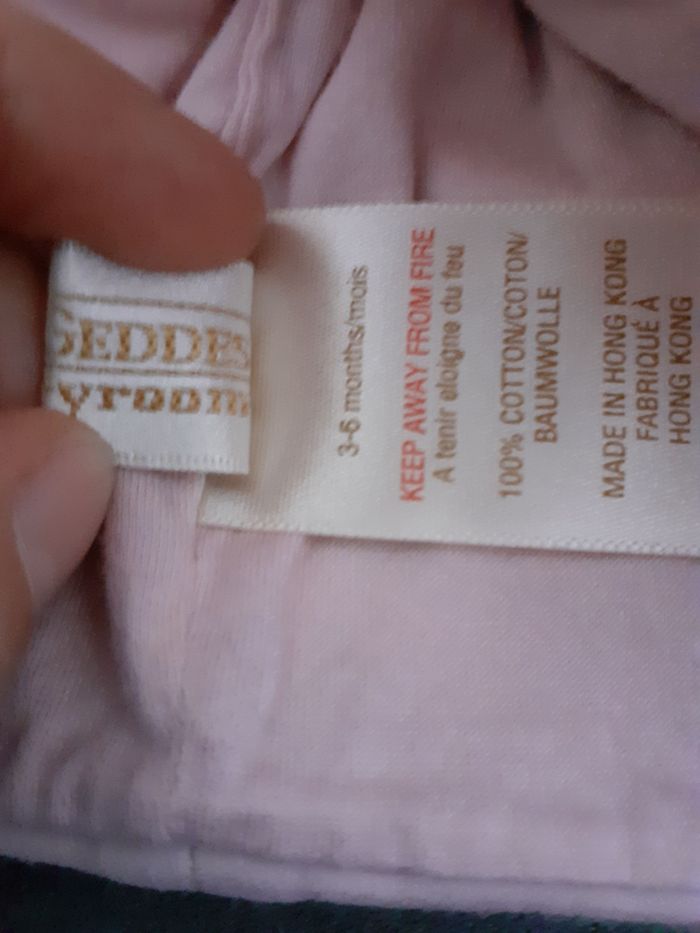 3-6 months/mois
KEEP AWAY FROM FIRE
A tenir eloigne du feu
100% COTTON/COTON/
BAUMWOLLE
MADE IN HONG KONG
FABRIQUÉ À
HONG KONG